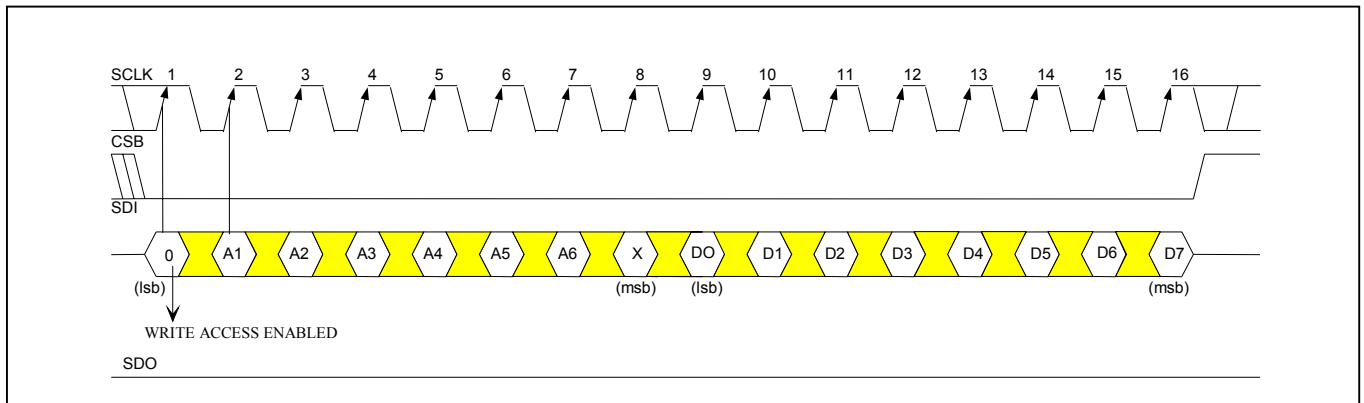 SCLK 1 2 3 4 5 6 7 8 9 10 11 12 13 14 15 16
CSB
SDI
0 A1 A2 A3 A4 A5 A6 X DO D1 D2 D3 D4 D5 D6 D7
(lsb) (msb) (lsb) (msb)
WRITE ACCESS ENABLED
SDO